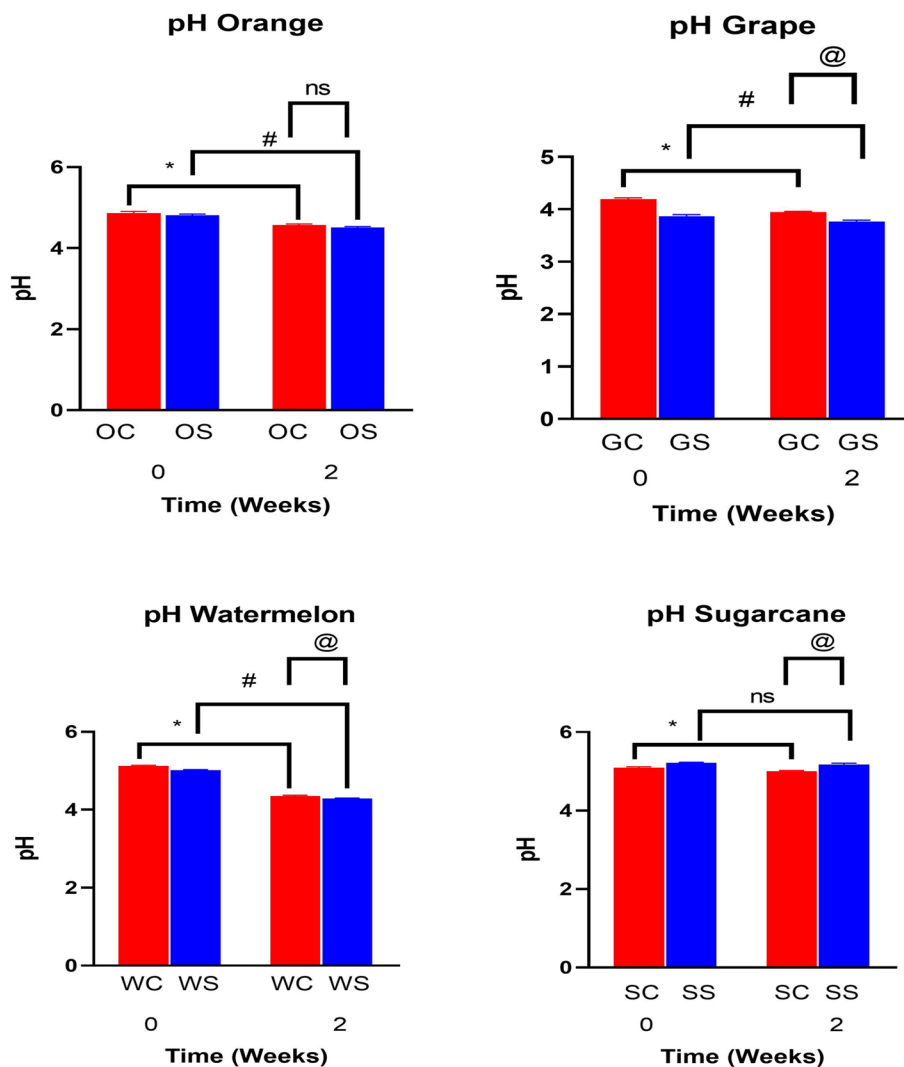 pH Orange
ns
#
*
6
4
2
0
pH
OC OS OC OS
0 2
Time (Weeks)
pH Grape
@
#
*
5
4
3
2
1
0
pH
GC GS GC GS
0 2
Time (Weeks)
pH Watermelon
@
#
*
6
4
2
0
pH
WC WS WC WS
0 2
Time (Weeks)
pH Sugarcane
@
ns
*
6
4
2
0
pH
SC SS SC SS
0 2
Time (Weeks)